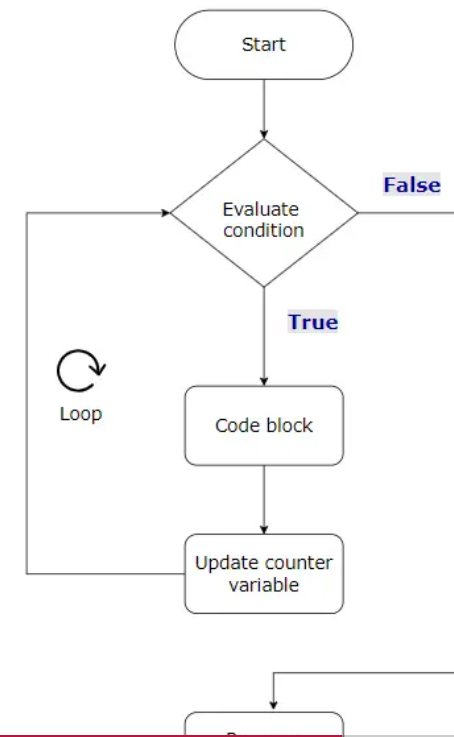 Start
False
Evaluate
condition
True
Loop
Code block
Update counter
variable